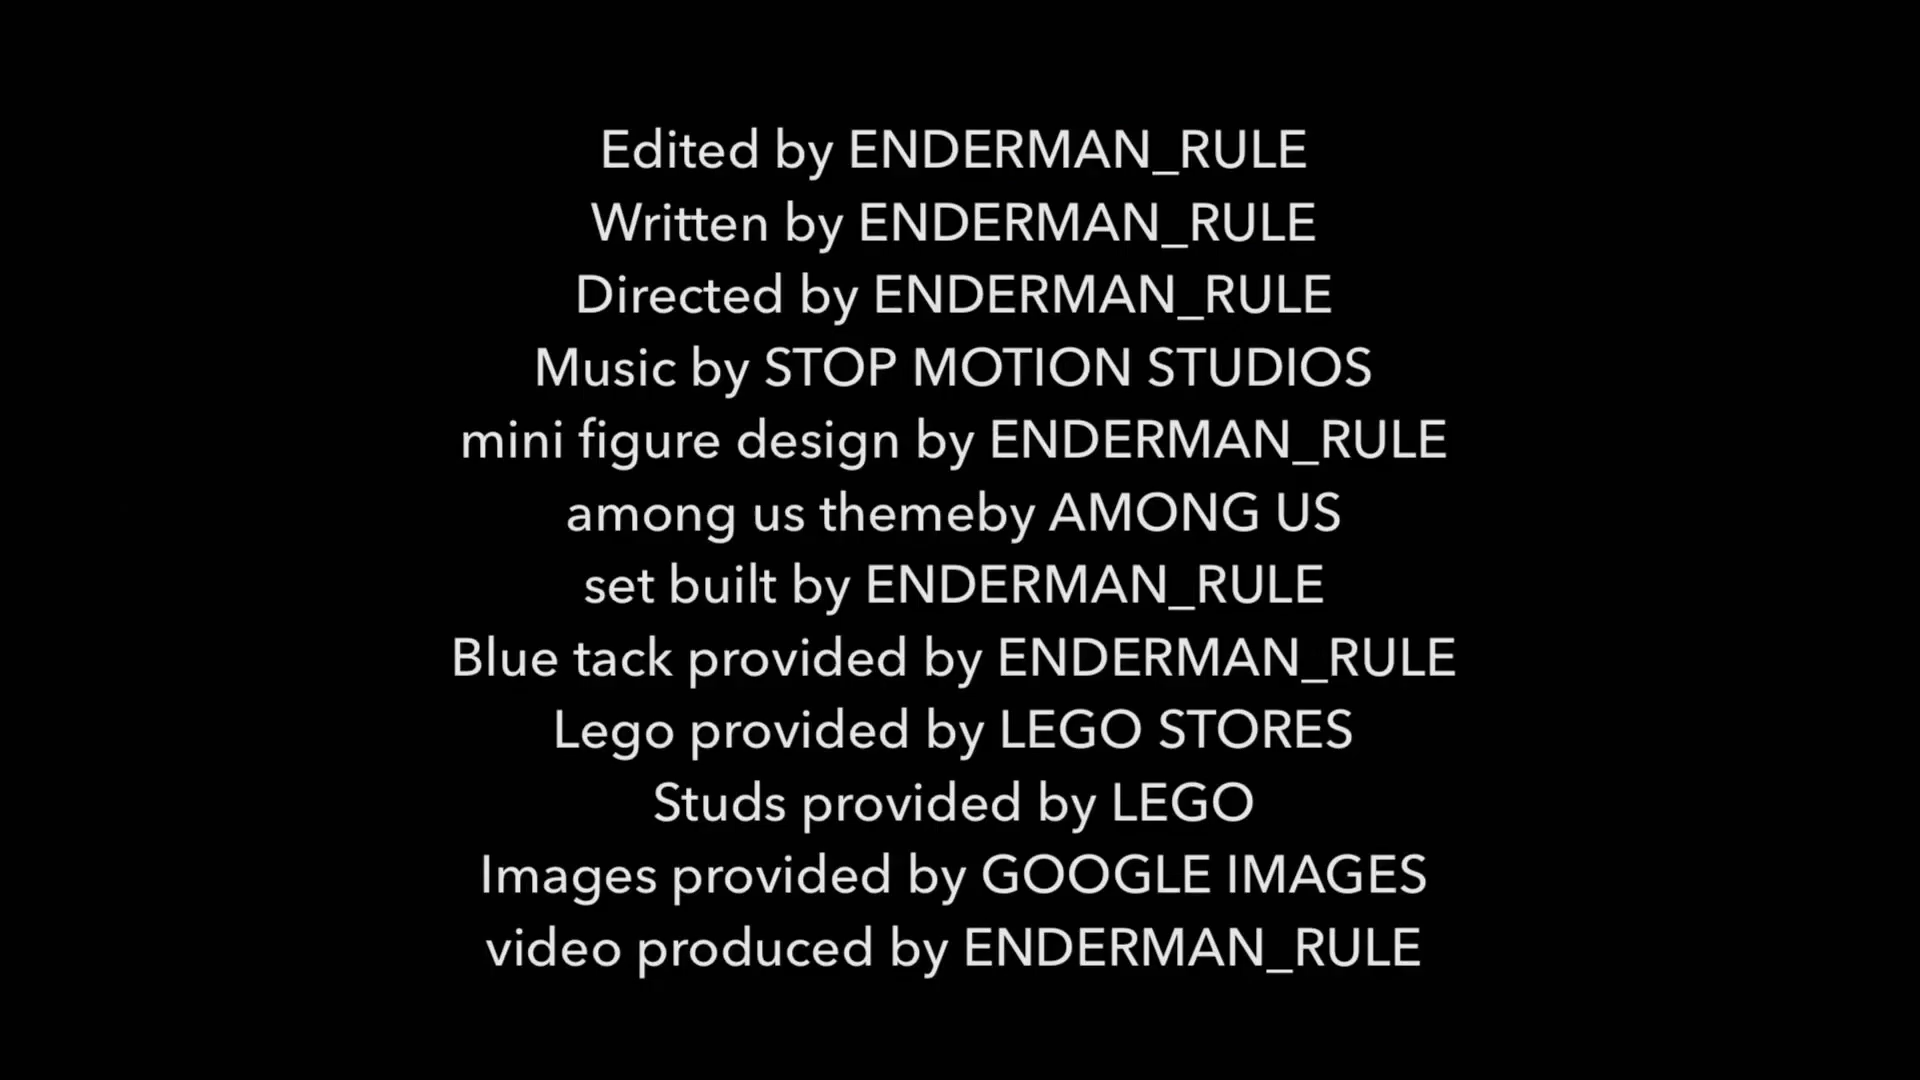 Edited by ENDERMAN_RULE
Written by ENDERMAN_RULE
Directed by ENDERMAN_RULE
Music by STOP MOTION STUDIOS
mini figure design by ENDERMAN_RULE
among us themeby AMONG US
set built by ENDERMAN_RULE
Blue tack provided by ENDERMAN_RULE
Lego provided by LEGO STORES
Studs provided by LEGO
Images provided by GOOGLE IMAGES
video produced by ENDERMAN_RULE